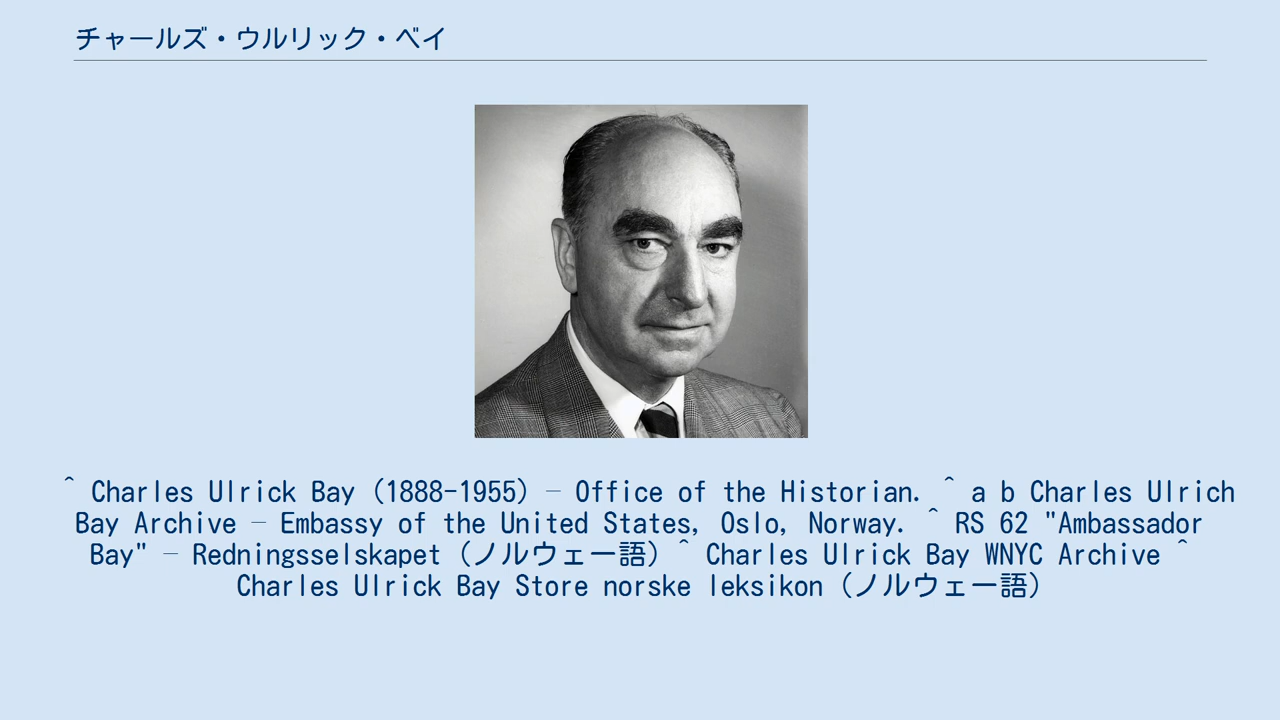 チャールズ・ウルリック・ベイ
^ Charles Ulrick Bay (1888–1955) – Office of the Historian. ^ a b Charles Ulrich
Bay Archive – Embassy of the United States, Oslo, Norway. ^ RS 62 "Ambassador
Bay" – Redningsselskapet (ノルウェー語) ^ Charles Ulrick Bay WNYC Archive ^
Charles Ulrick Bay Store norske leksikon (ノルウェー語)